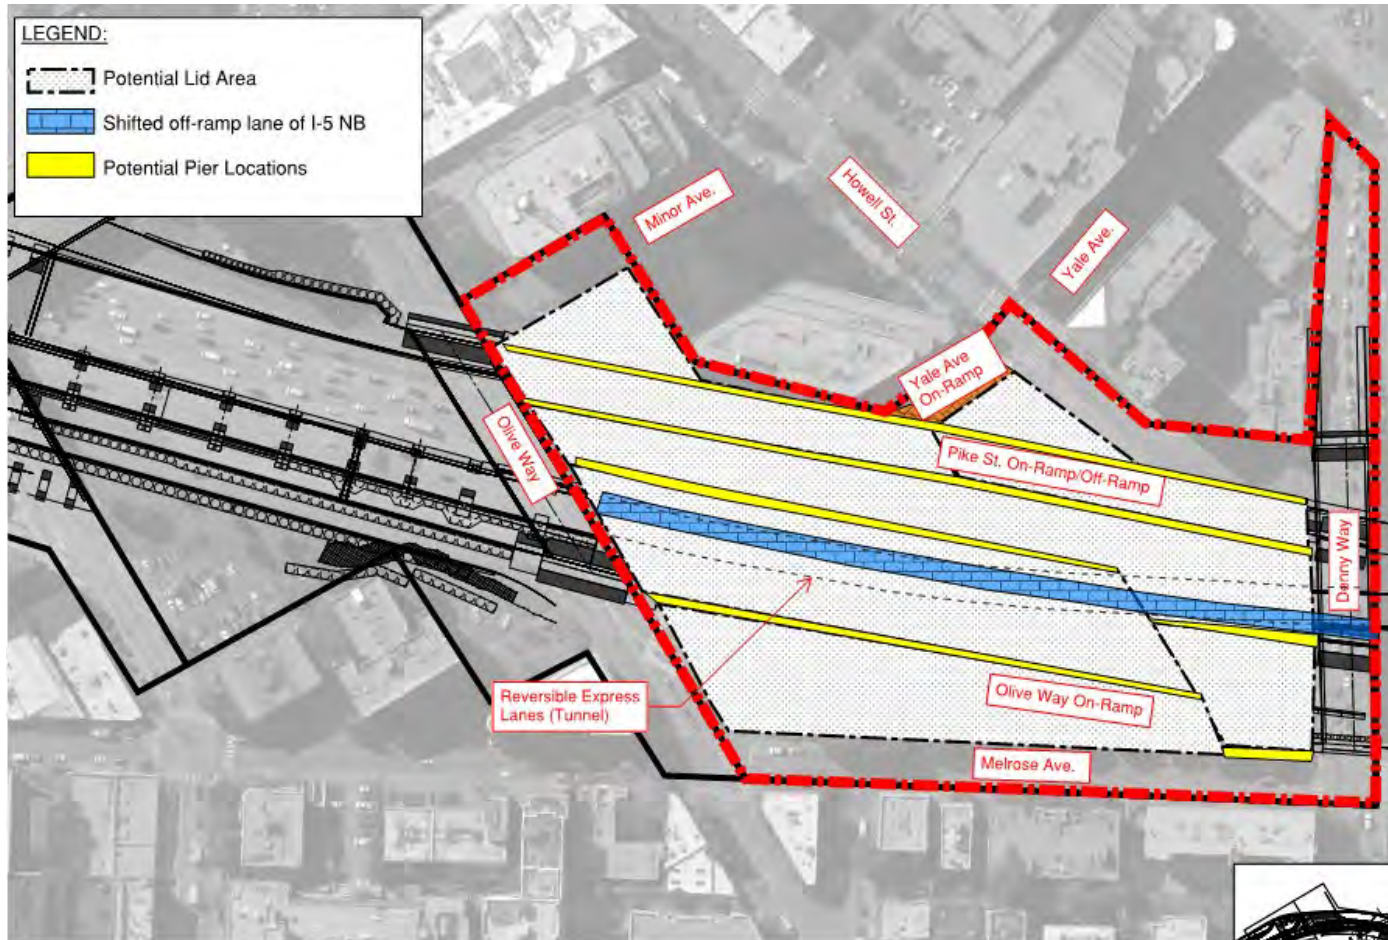 LEGEND:
Potential Lid Area
Shifted off-ramp lane of I-5 NB
Potential Pier Locations
Minor Ave.
Howell St.
Yale Ave.
Yale Ave
On-Ramp
Olive Way
Pike St. On-Ramp/Off-Ramp
Denny Way
Reversible Express
Lanes (Tunnel)
Olive Way On-Ramp
Melrose Ave.